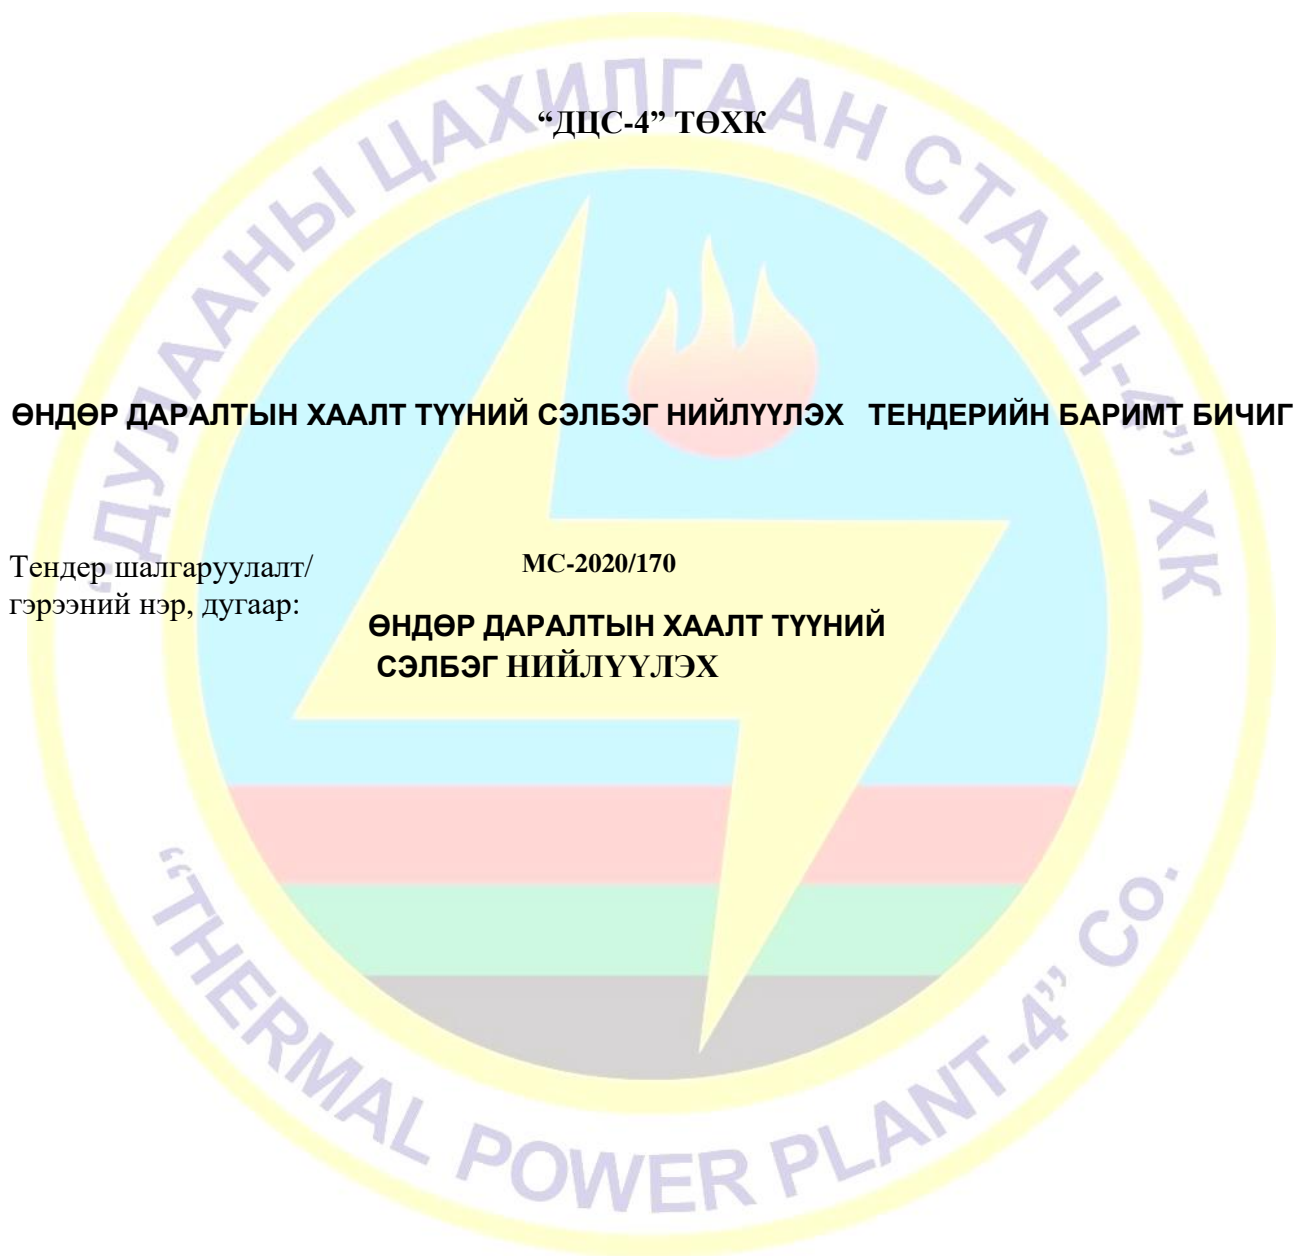 “ДУЛААНЫ ЦАХИЛГААН СТАНЦ-4” ХК
“ДЦС-4” ТӨХК
ӨНДӨР ДАРАЛТЫН ХААЛТ ТҮҮНИЙ СЭЛБЭГ НИЙЛҮҮЛЭХ ТЕНДЕРИЙН БАРИМТ БИЧИГ
Тендер шалгаруулалт/ МС-2020/170
гэрээний нэр, дугаар:
ӨНДӨР ДАРАЛТЫН ХААЛТ ТҮҮНИЙ
СЭЛБЭГ НИЙЛҮҮЛЭХ
“THERMAL POWER PLANT-4” Co.